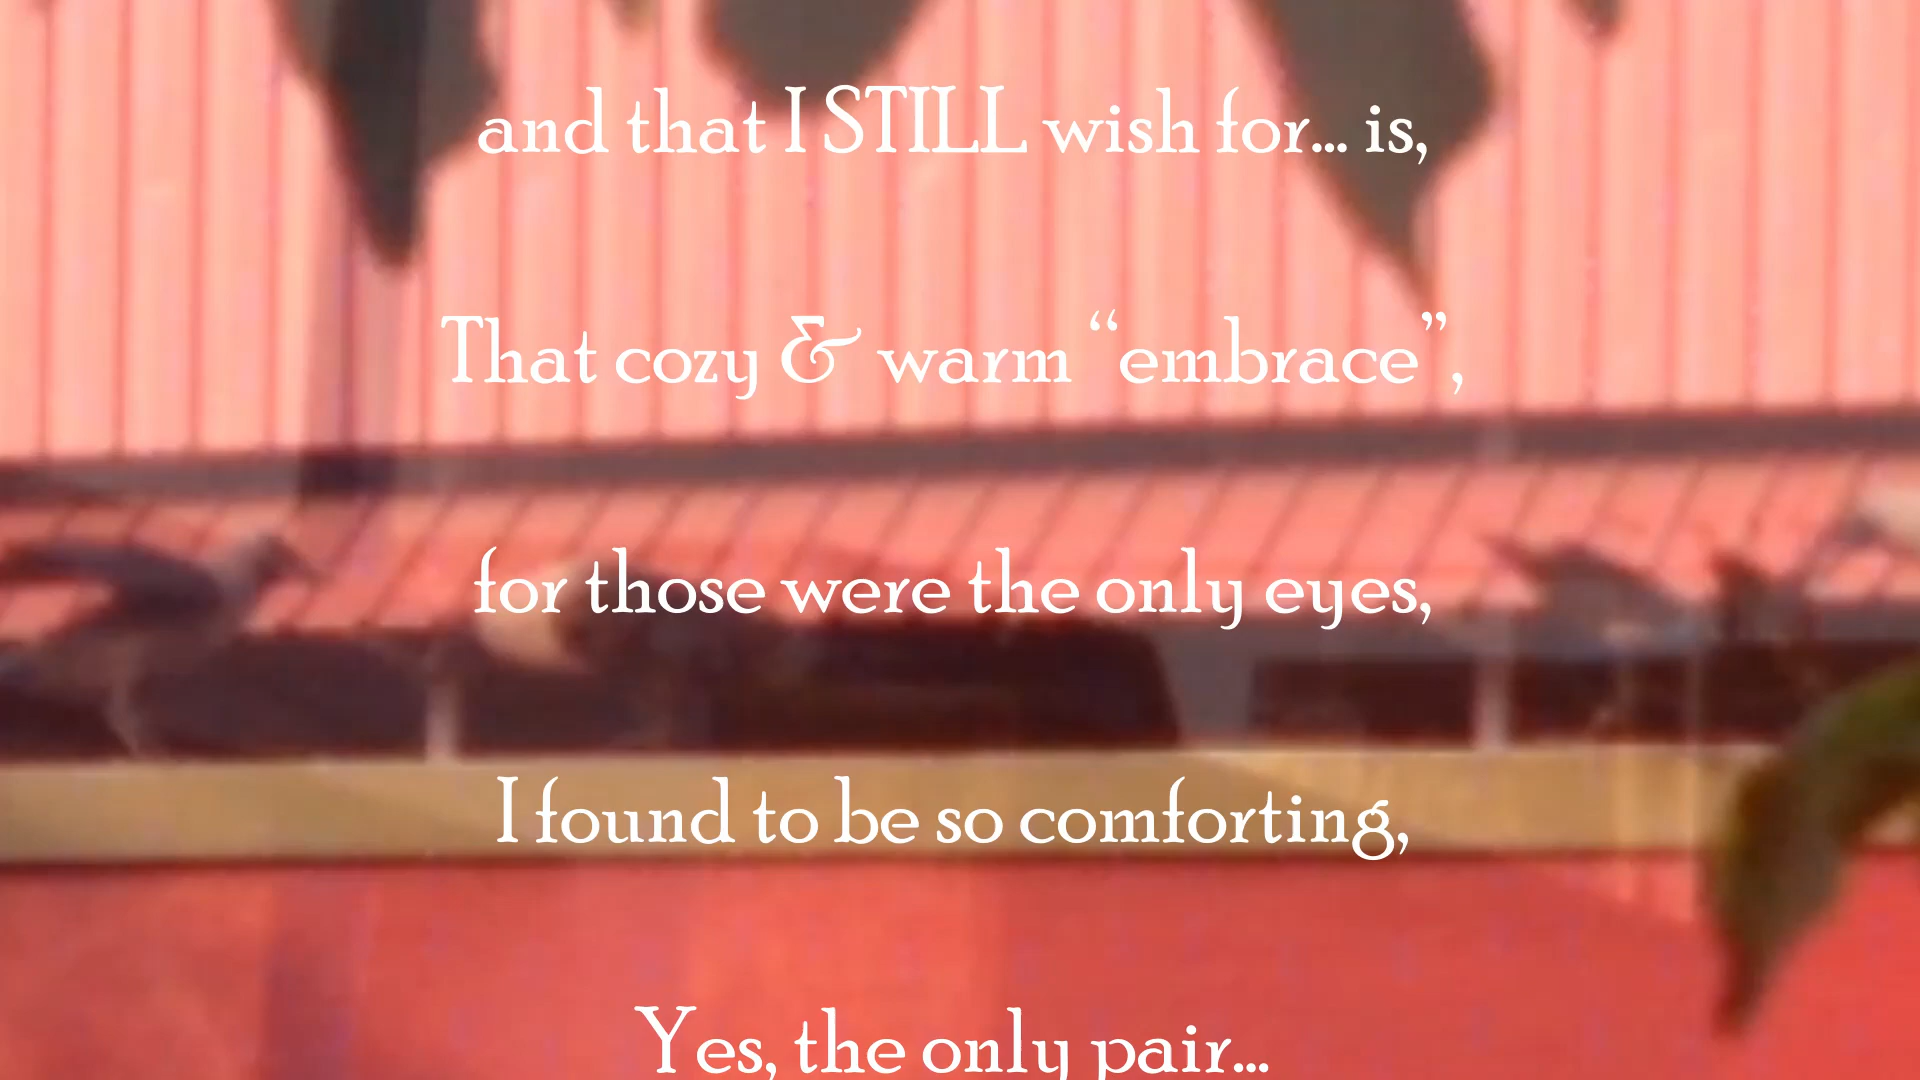 and that I STILL wish for... is,
That cozy & warm “embrace”,
for those were the only eyes,
I found to be so comforting,
Yes, the only pair...